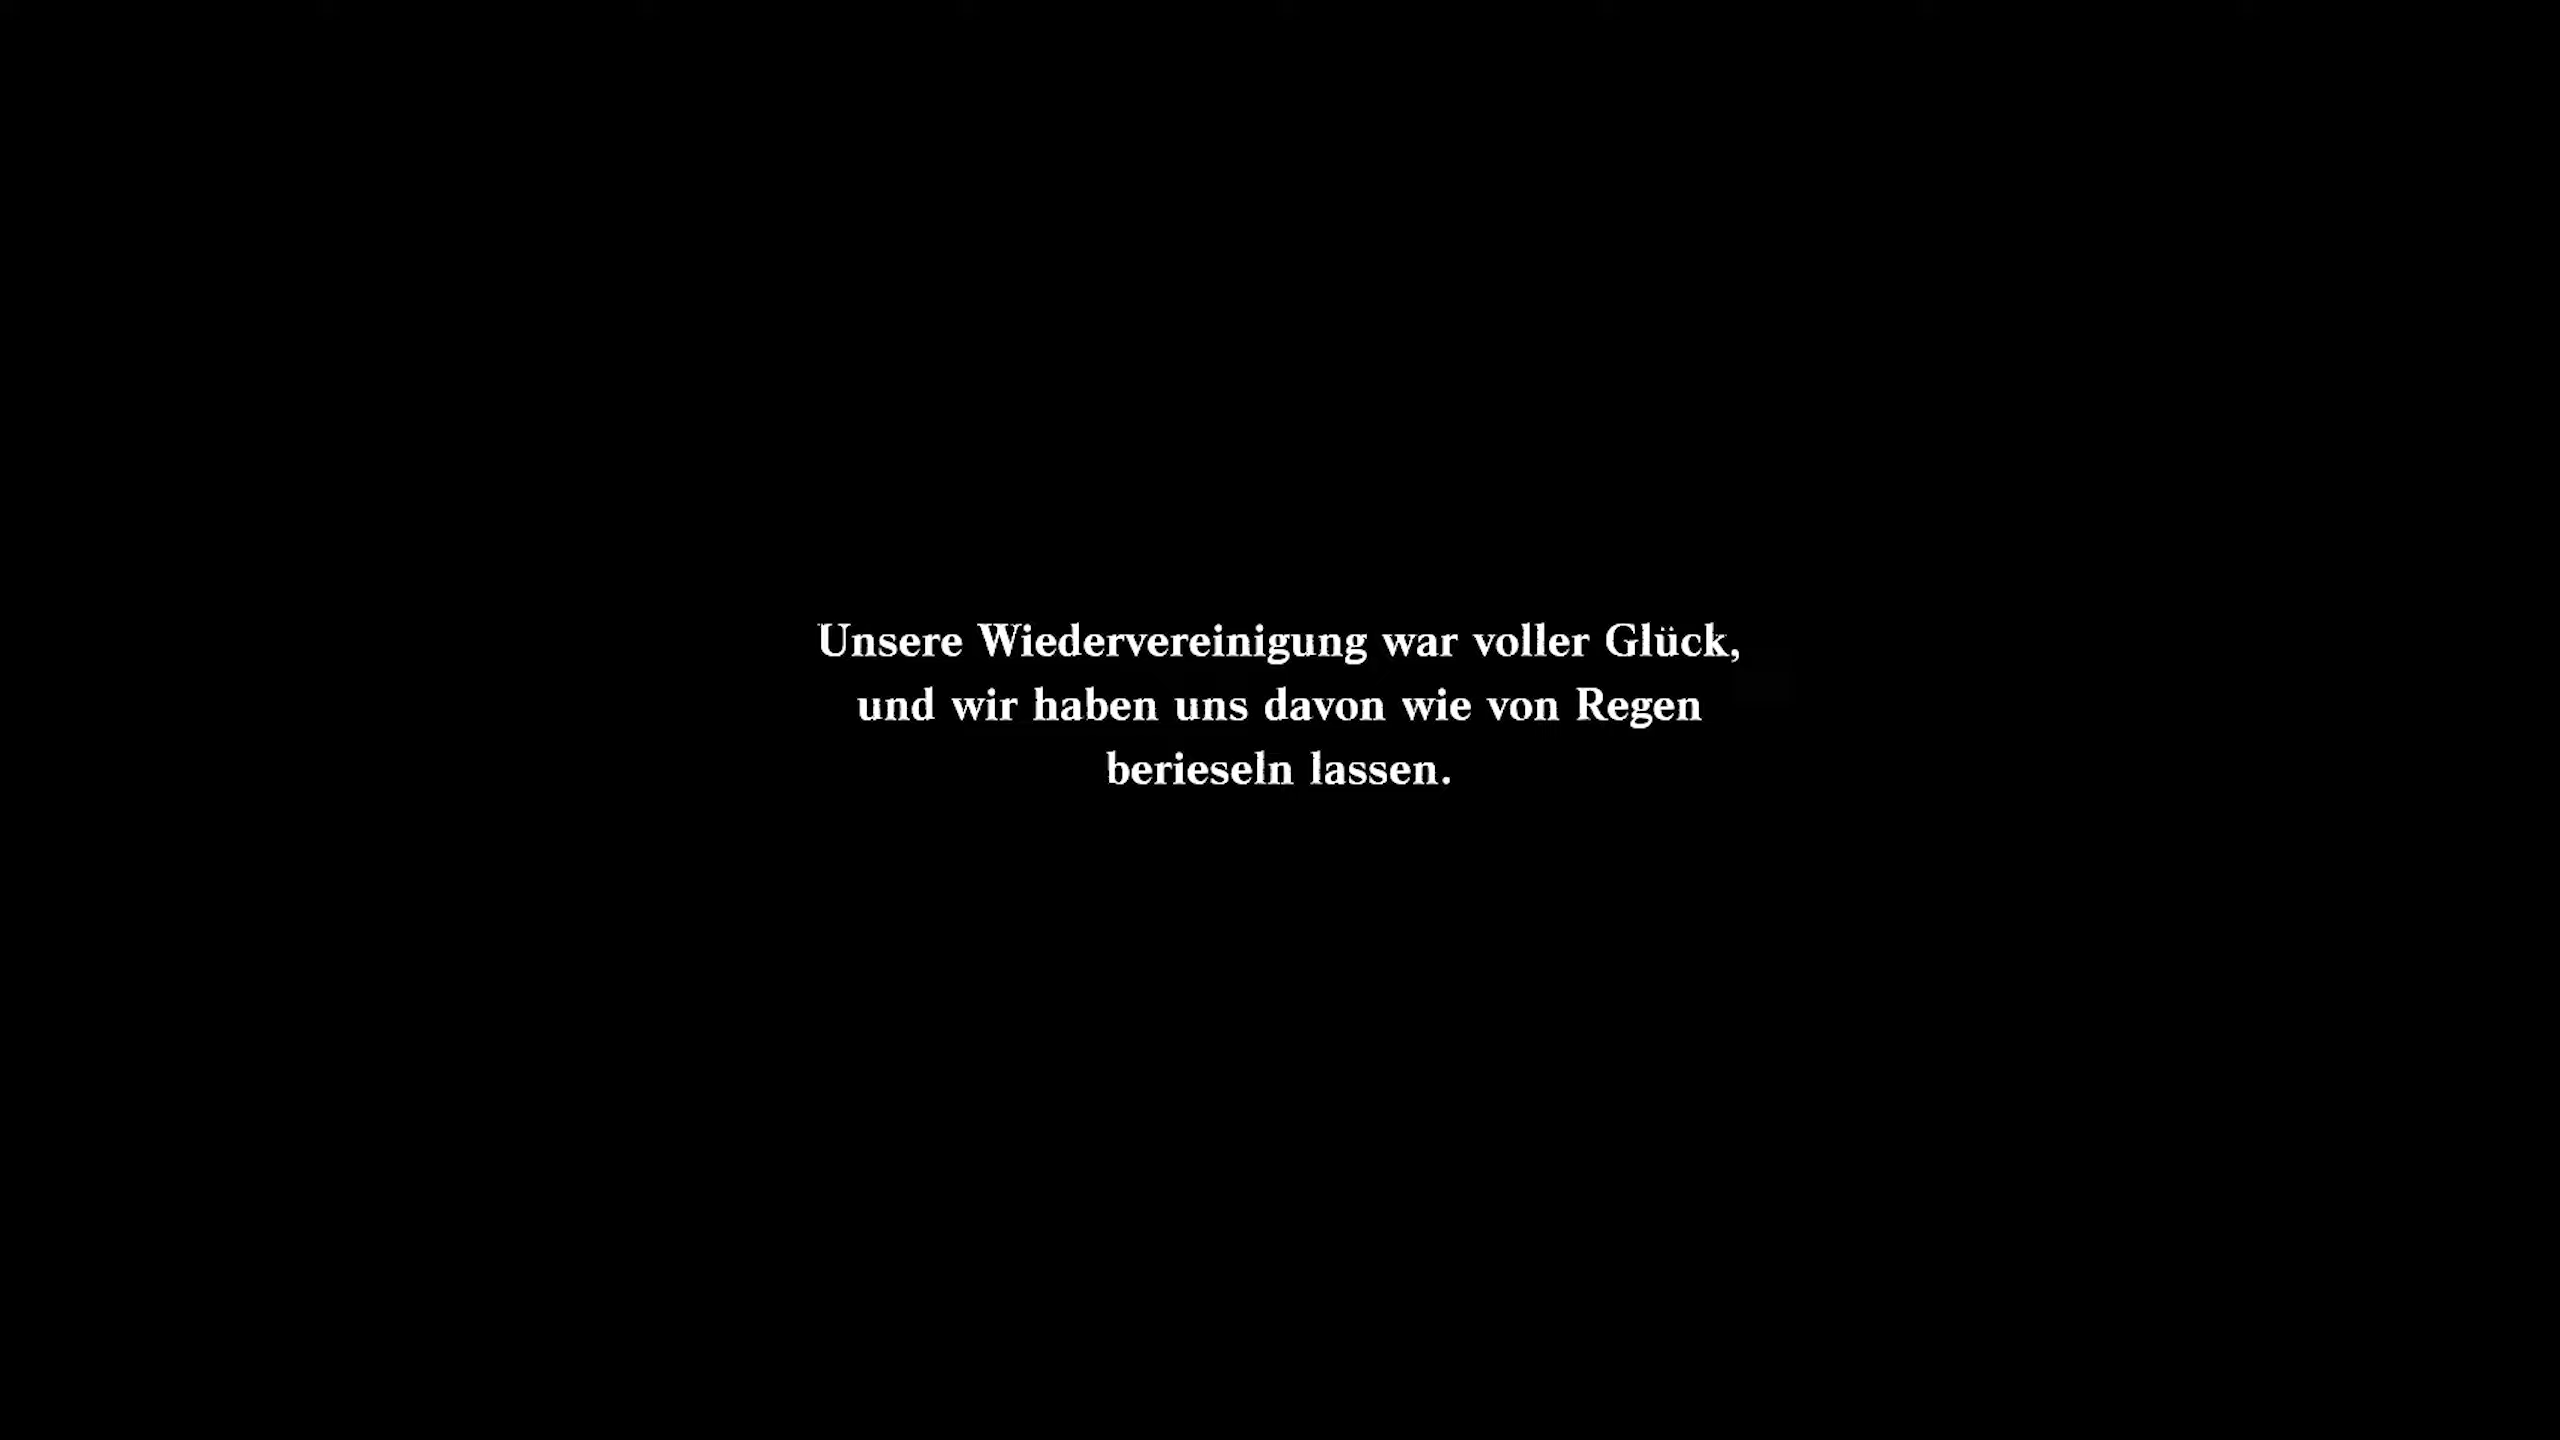 Unsere Wiedervereinigung war voller Glück,
und wir haben uns davon wie von Regen
berieseln lassen.